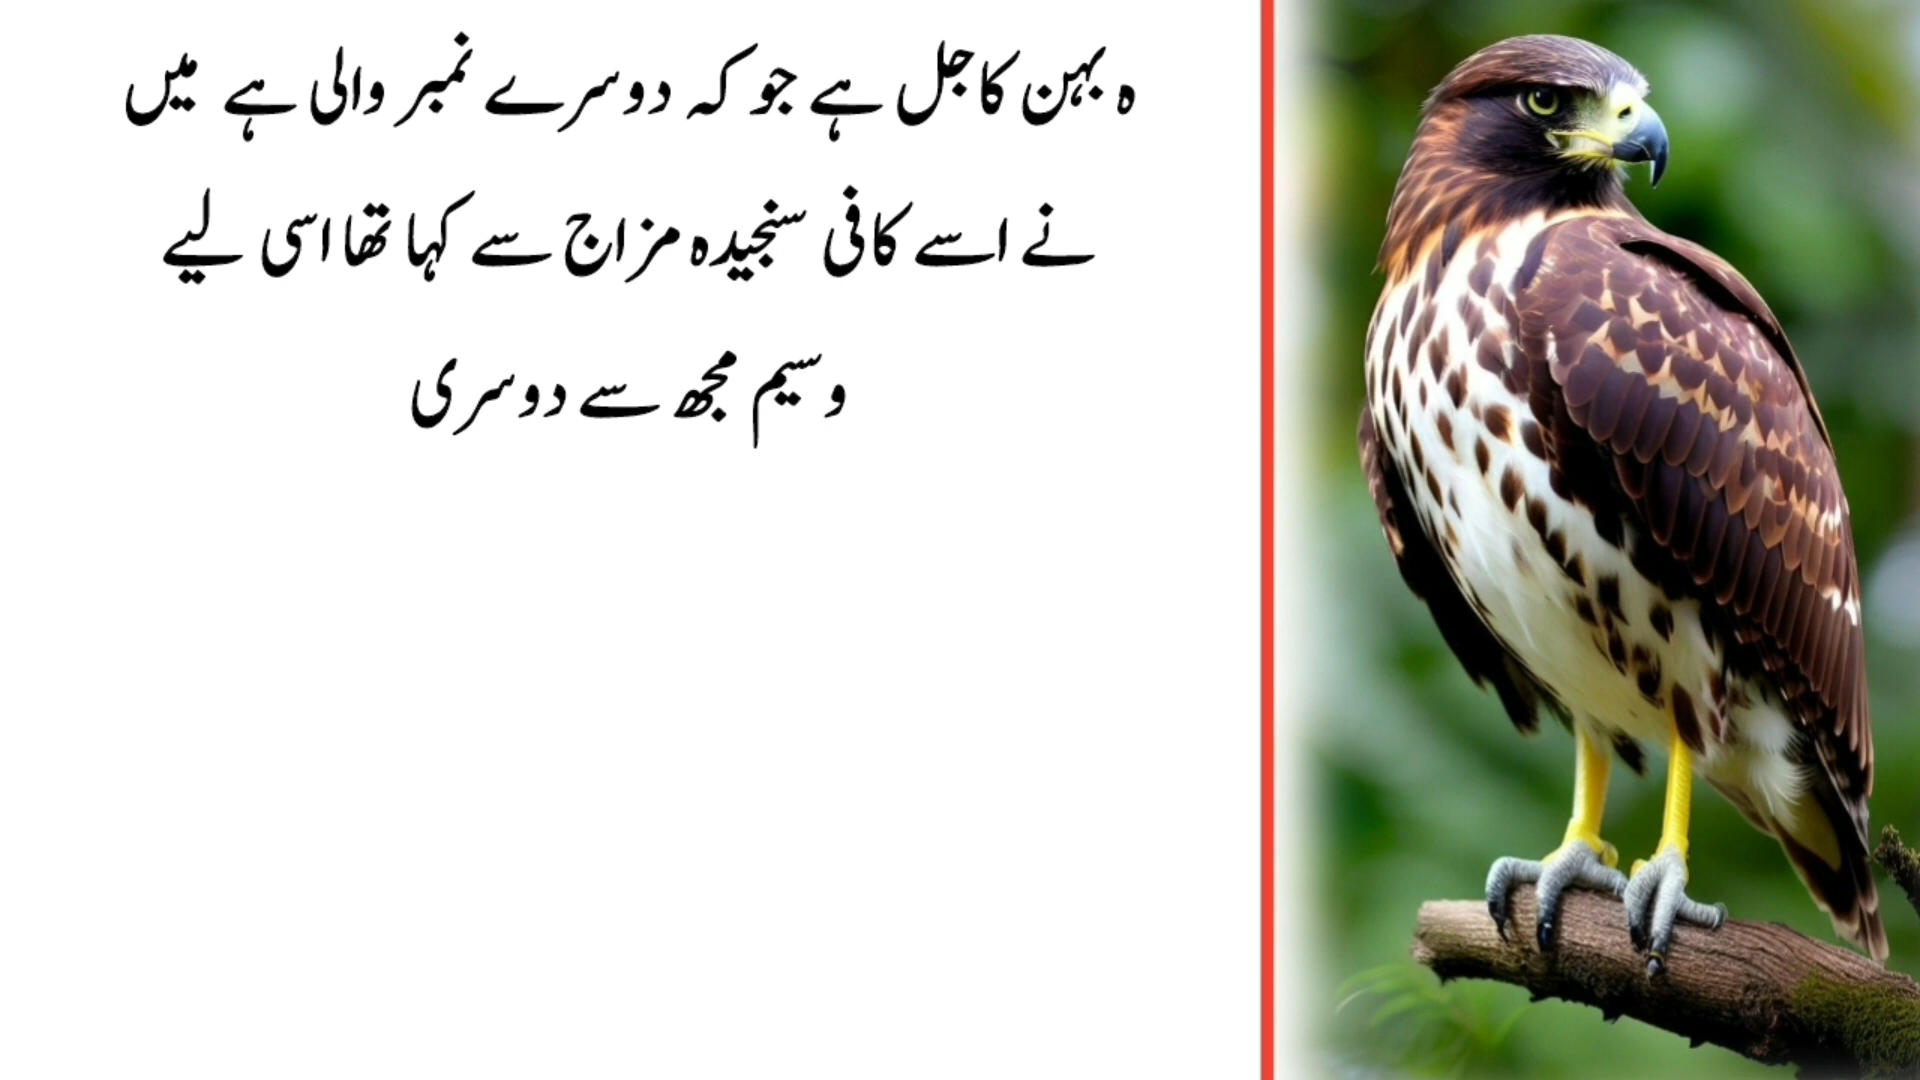 ہ بہن کاجل ہے جو کہ دوسرے نمبر والی ہے میں
نے اسے کافی سنجیدہ مزاج سے کہا تھا اسی لیے
وسیم مجھ سے دوسری